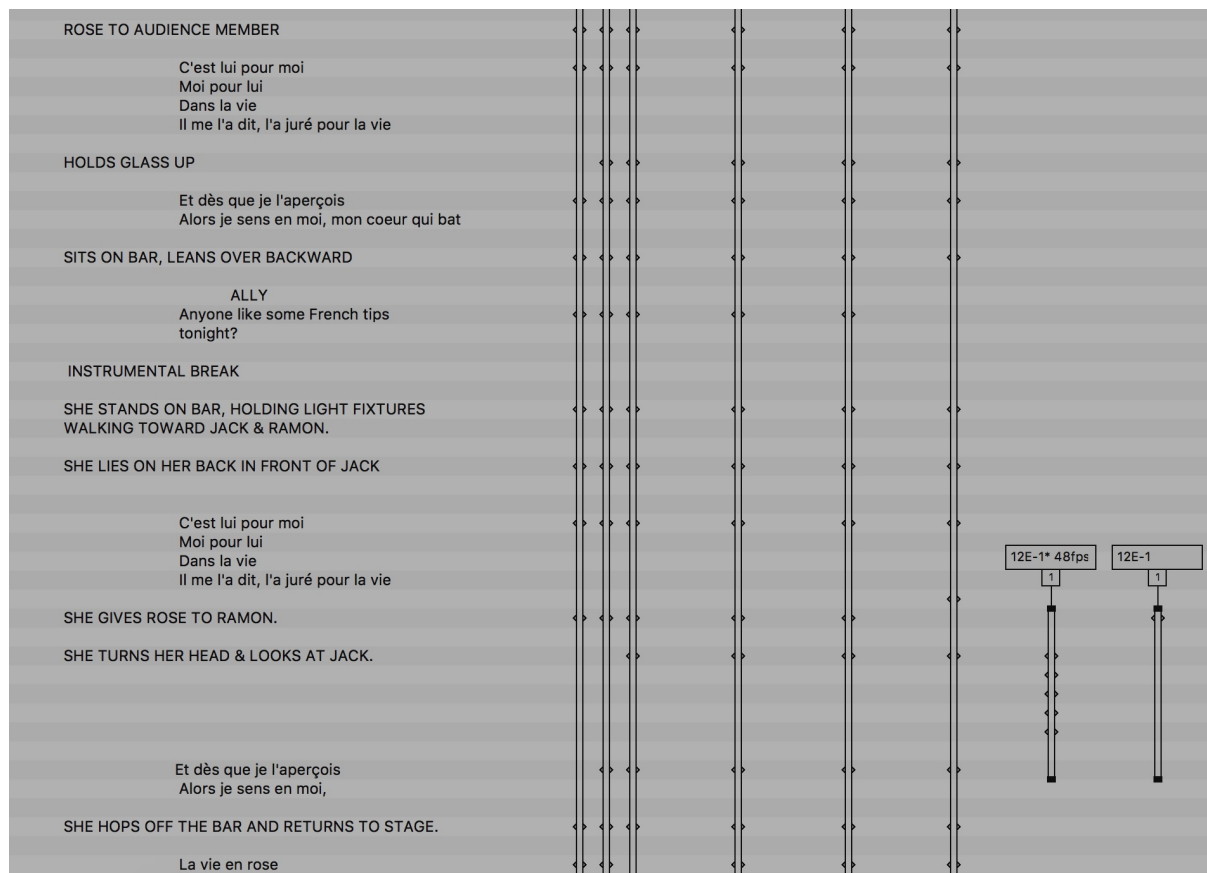 ROSE TO AUDIENCE MEMBER
C'est lui pour moi
Moi pour lui
Dans la vie
Il me l'a dit, l'a juré pour la vie
HOLDS GLASS UP
Et dès que je l'aperçois
Alors je sens en moi, mon coeur qui bat
SITS ON BAR, LEANS OVER BACKWARD
ALLY
Anyone like some French tips
tonight?
INSTRUMENTAL BREAK
SHE STANDS ON BAR, HOLDING LIGHT FIXTURES
WALKING TOWARD JACK & RAMON.
SHE LIES ON HER BACK IN FRONT OF JACK
C'est lui pour moi
Moi pour lui
Dans la vie
Il me l'a dit, l'a juré pour la vie
12E-1* 48fps
12E-1
1
1
SHE GIVES ROSE TO RAMON.
SHE TURNS HER HEAD & LOOKS AT JACK.
Et dès que je l'aperçois
Alors je sens en moi,
SHE HOPS OFF THE BAR AND RETURNS TO STAGE.
La vie en rose